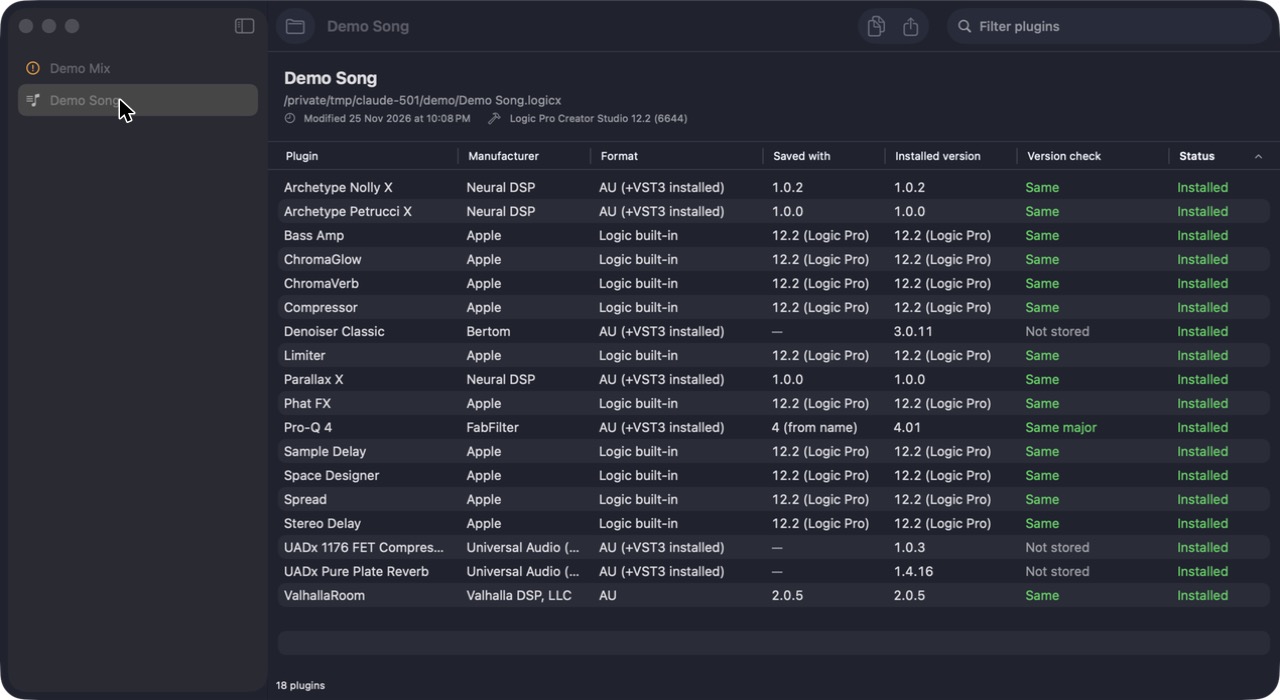 Demo Song
Filter plugins
Demo Mix
Demo Song
Demo Song
/private/tmp/claude-501/demo/Demo Song.logicx
Modified 25 Nov 2026 at 10:08 PM Logic Pro Creator Studio 12.2 (6644)
Plugin Manufacturer Format Saved with Installed version Version check Status
Archetype Nolly X Neural DSP AU (+VST3 installed) 1.0.2 1.0.2 Same Installed
Archetype Petrucci X Neural DSP AU (+VST3 installed) 1.0.0 1.0.0 Same Installed
Bass Amp Apple Logic built-in 12.2 (Logic Pro) 12.2 (Logic Pro) Same Installed
ChromaGlow Apple Logic built-in 12.2 (Logic Pro) 12.2 (Logic Pro) Same Installed
ChromaVerb Apple Logic built-in 12.2 (Logic Pro) 12.2 (Logic Pro) Same Installed
Compressor Apple Logic built-in 12.2 (Logic Pro) 12.2 (Logic Pro) Same Installed
Denoiser Classic Bertom AU (+VST3 installed) — 3.0.11 Not stored Installed
Limiter Apple Logic built-in 12.2 (Logic Pro) 12.2 (Logic Pro) Same Installed
Parallax X Neural DSP AU (+VST3 installed) 1.0.0 1.0.0 Same Installed
Phat FX Apple Logic built-in 12.2 (Logic Pro) 12.2 (Logic Pro) Same Installed
Pro-Q 4 FabFilter AU (+VST3 installed) 4 (from name) 4.01 Same major Installed
Sample Delay Apple Logic built-in 12.2 (Logic Pro) 12.2 (Logic Pro) Same Installed
Space Designer Apple Logic built-in 12.2 (Logic Pro) 12.2 (Logic Pro) Same Installed
Spread Apple Logic built-in 12.2 (Logic Pro) 12.2 (Logic Pro) Same Installed
Stereo Delay Apple Logic built-in 12.2 (Logic Pro) 12.2 (Logic Pro) Same Installed
UADx 1176 FET Compres... Universal Audio (... AU (+VST3 installed) — 1.0.3 Not stored Installed
UADx Pure Plate Reverb Universal Audio (... AU (+VST3 installed) — 1.4.16 Not stored Installed
ValhallaRoom Valhalla DSP, LLC AU 2.0.5 2.0.5 Same Installed
18 plugins